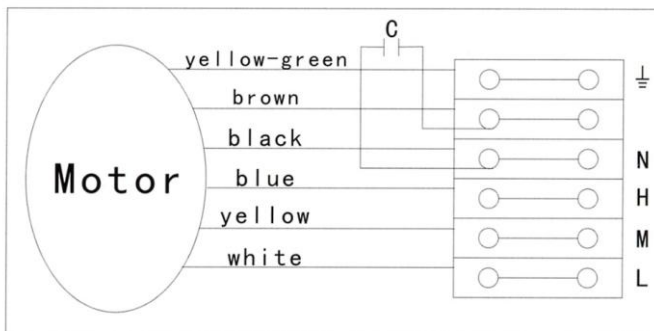 C
yellow-green
brown
black
N
Motor
blue
H
yellow
M
white
L